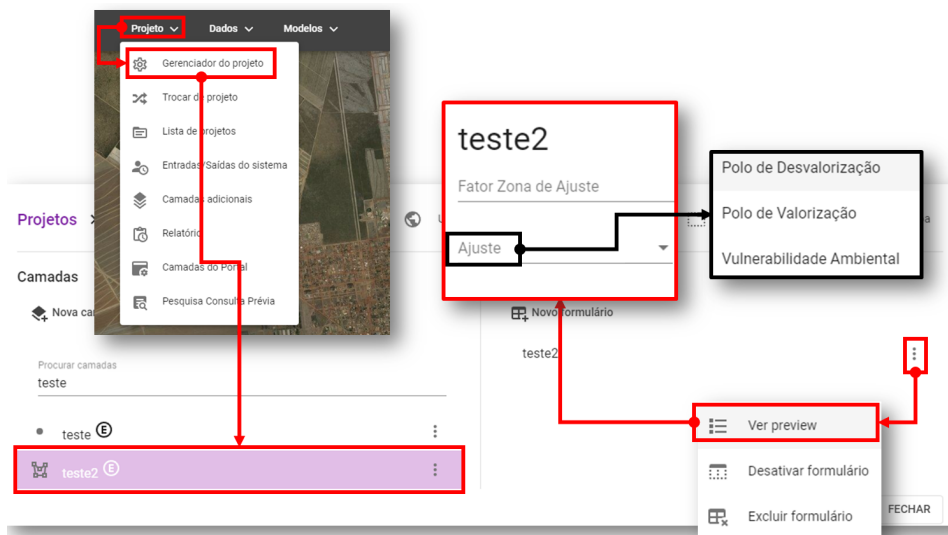 Projeto
Dados
Modelos
Gerenciador do projeto
Trocar de projeto
Lista de projetos
Entradas/Saídas do sistema
Camadas adicionais
Relatório
Camadas do Portal
Pesquisa Consulta Prévia
Projetos
Camadas
Nova ca
Procurar camadas
teste
teste E
teste2 E
teste2
Fator Zona de Ajuste
Ajuste
Polo de Desvalorização
Polo de Valorização
Vulnerabilidade Ambiental
Novo formulário
teste2
Ver preview
Desativar formulário
Excluir formulário
FECHAR